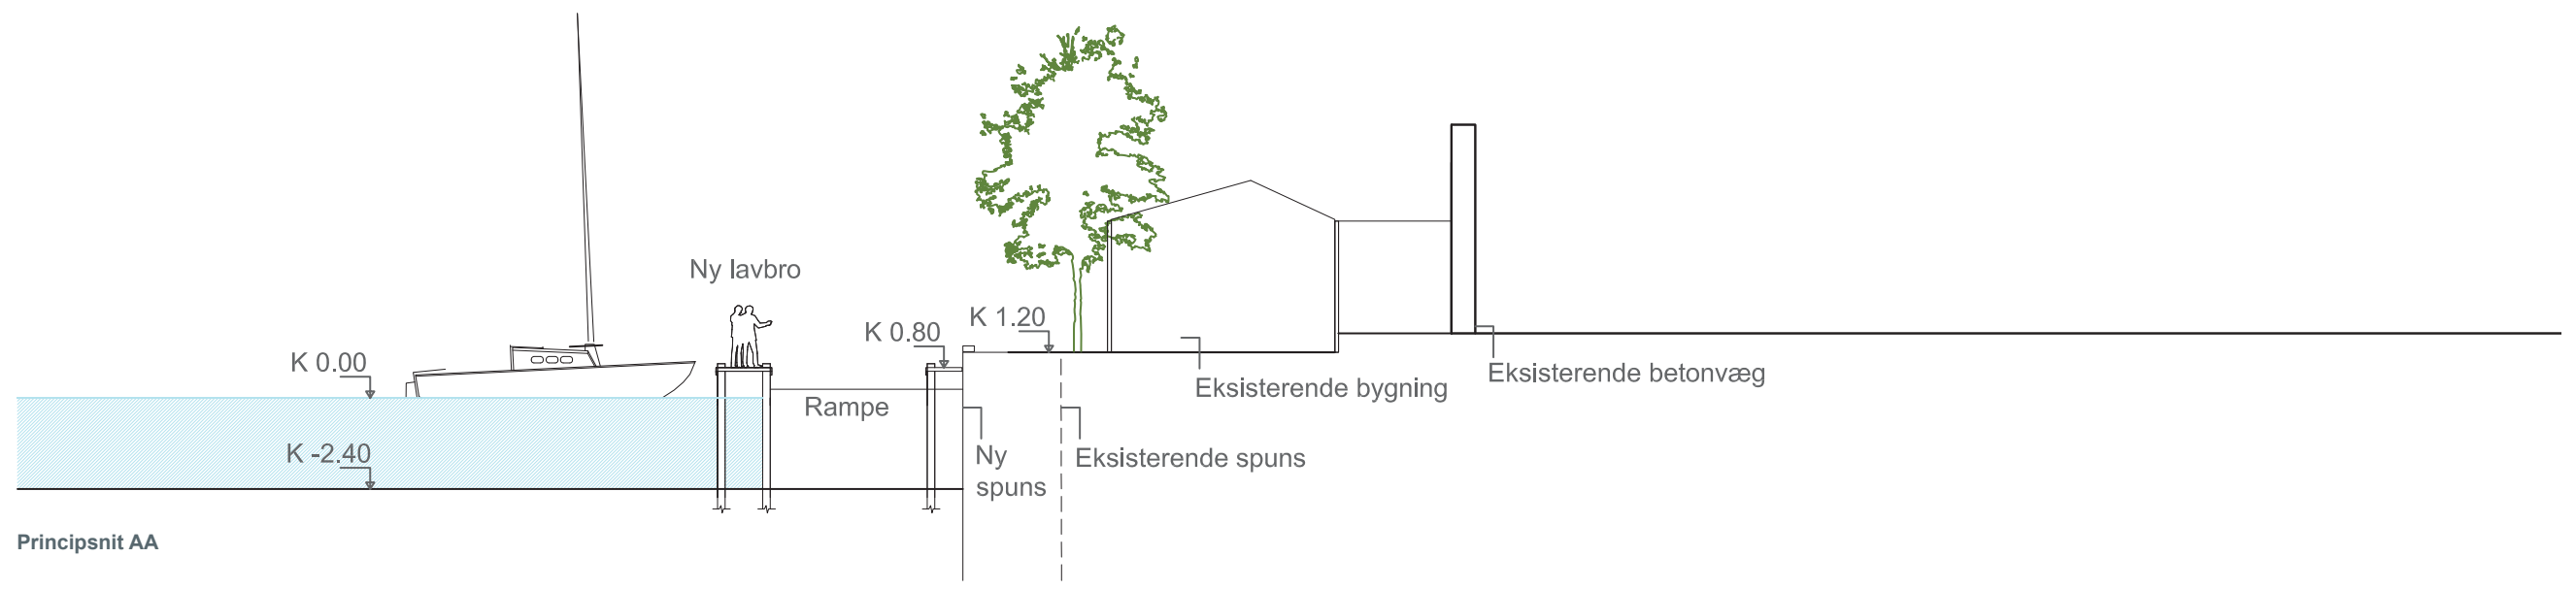 Ny lavbro
K 0.00
K 0.80
K 1.20
Rampe
Eksisterende bygning
Eksisterende betonvæg
K -2.40
Ny
spuns
Eksisterende spuns
Principsnit AA